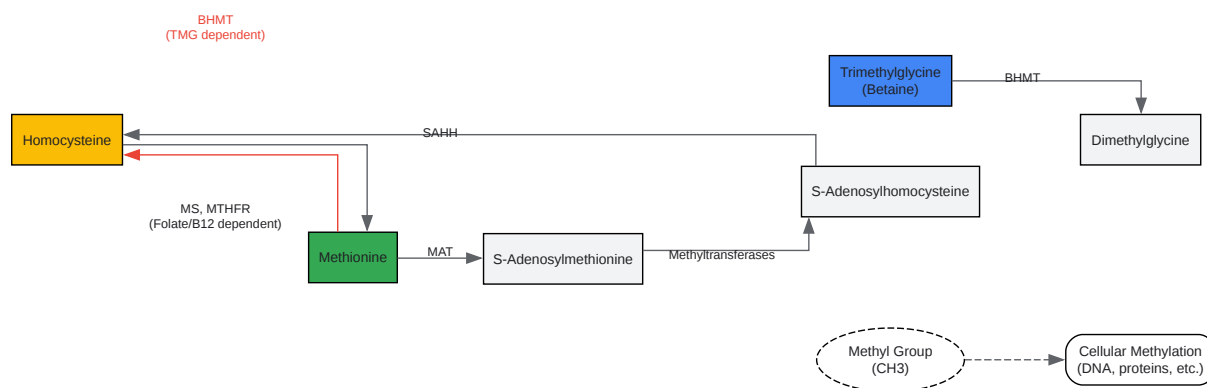 BHMT
(TMG dependent)
Trimethylglycine
(Betaine)
BHMT
Homocysteine
SAHH
Dimethylglycine
S-Adenosylhomocysteine
MS, MTHFR
(Folate/B12 dependent)
Methionine
MAT
S-Adenosylmethionine
Methyltransferases
Methyl Group
(CH3)
Cellular Methylation
(DNA, proteins, etc.)